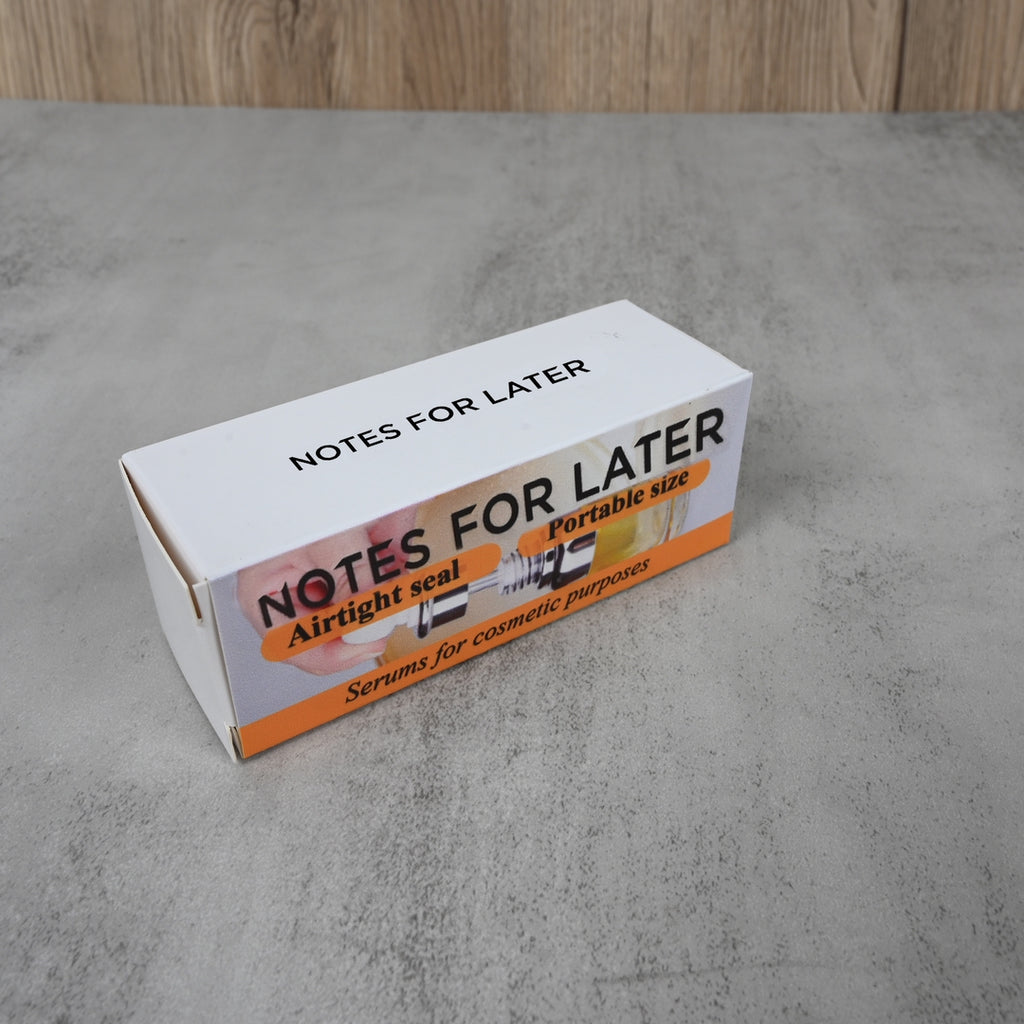 NOTES FOR LATER
NOTES FOR LATER
Airtight seal
Portable size
Serums for cosmetic purposes